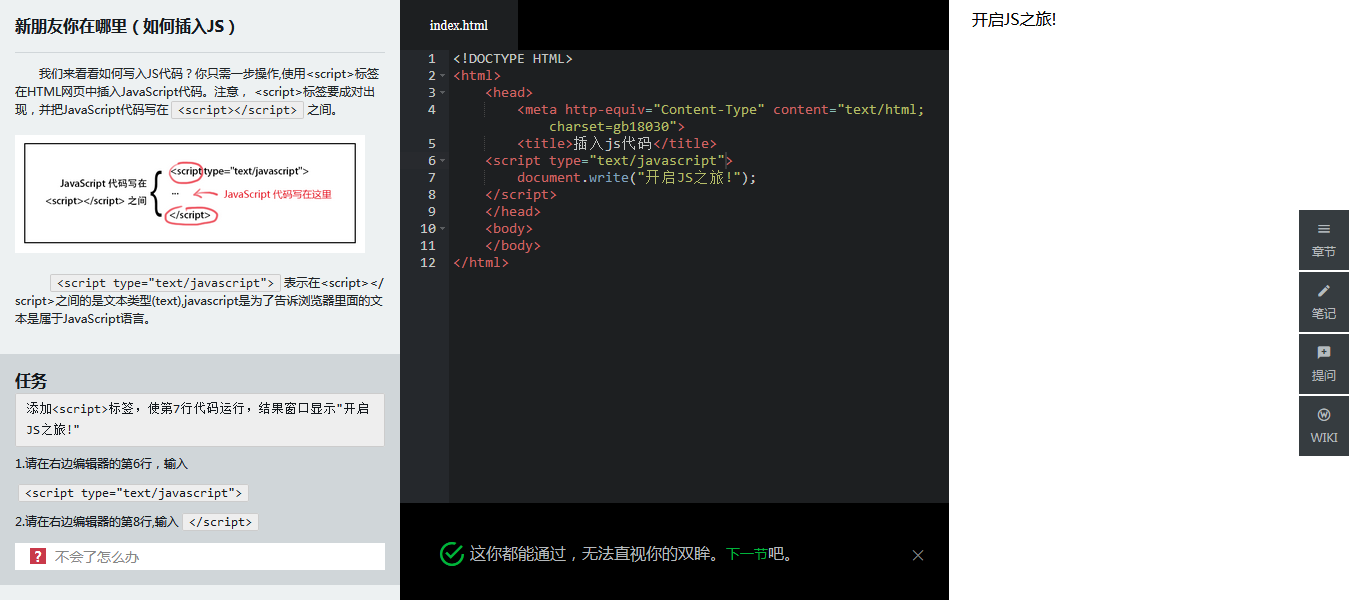 新朋友你在哪里（如何插入JS）
我们来看看如何写入JS代码？你只需一步操作,使用<script>标签
在HTML网页中插入JavaScript代码。注意， <script>标签要成对出
现，并把JavaScript代码写在 <script></script> 之间。
JavaScript 代码写在
<script></script> 之间
<script type="text/javascript">
...
JavaScript 代码写在这里
</script>
<script type="text/javascript"> 表示在<script></
script>之间的是文本类型(text),javascript是为了告诉浏览器里面的文
本是属于JavaScript语言。
任务
添加<script>标签，使第7行代码运行，结果窗口显示"开启
JS之旅!"
1.请在右边编辑器的第6行，输入
<script type="text/javascript">
2.请在右边编辑器的第8行,输入 </script>
? 不会了怎么办
index.html
1 <!DOCTYPE HTML>
2 <html>
3 <head>
4 <meta http-equiv="Content-Type" content="text/html;
charset=gb18030">
5 <title>插入js代码</title>
6 <script type="text/javascript">
7 document.write("开启JS之旅!");
8 </script>
9 </head>
10 <body>
11 </body>
12 </html>
这你都能通过，无法直视你的双眸。下一节吧。
开启JS之旅!
章节
笔记
提问
WIKI